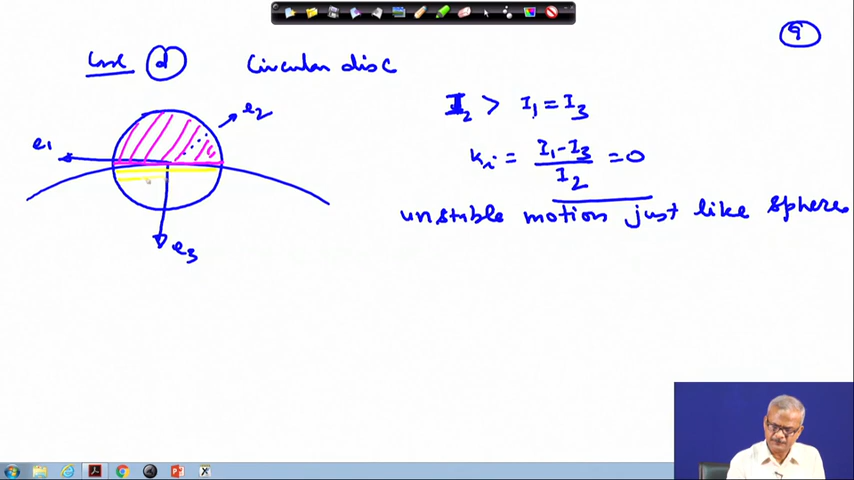 9
Case (d) Circular disc
e2
I2 > I1 = I3
e1
ki = I1-I3 / I2 = 0
unstable motion just like sphere
e3